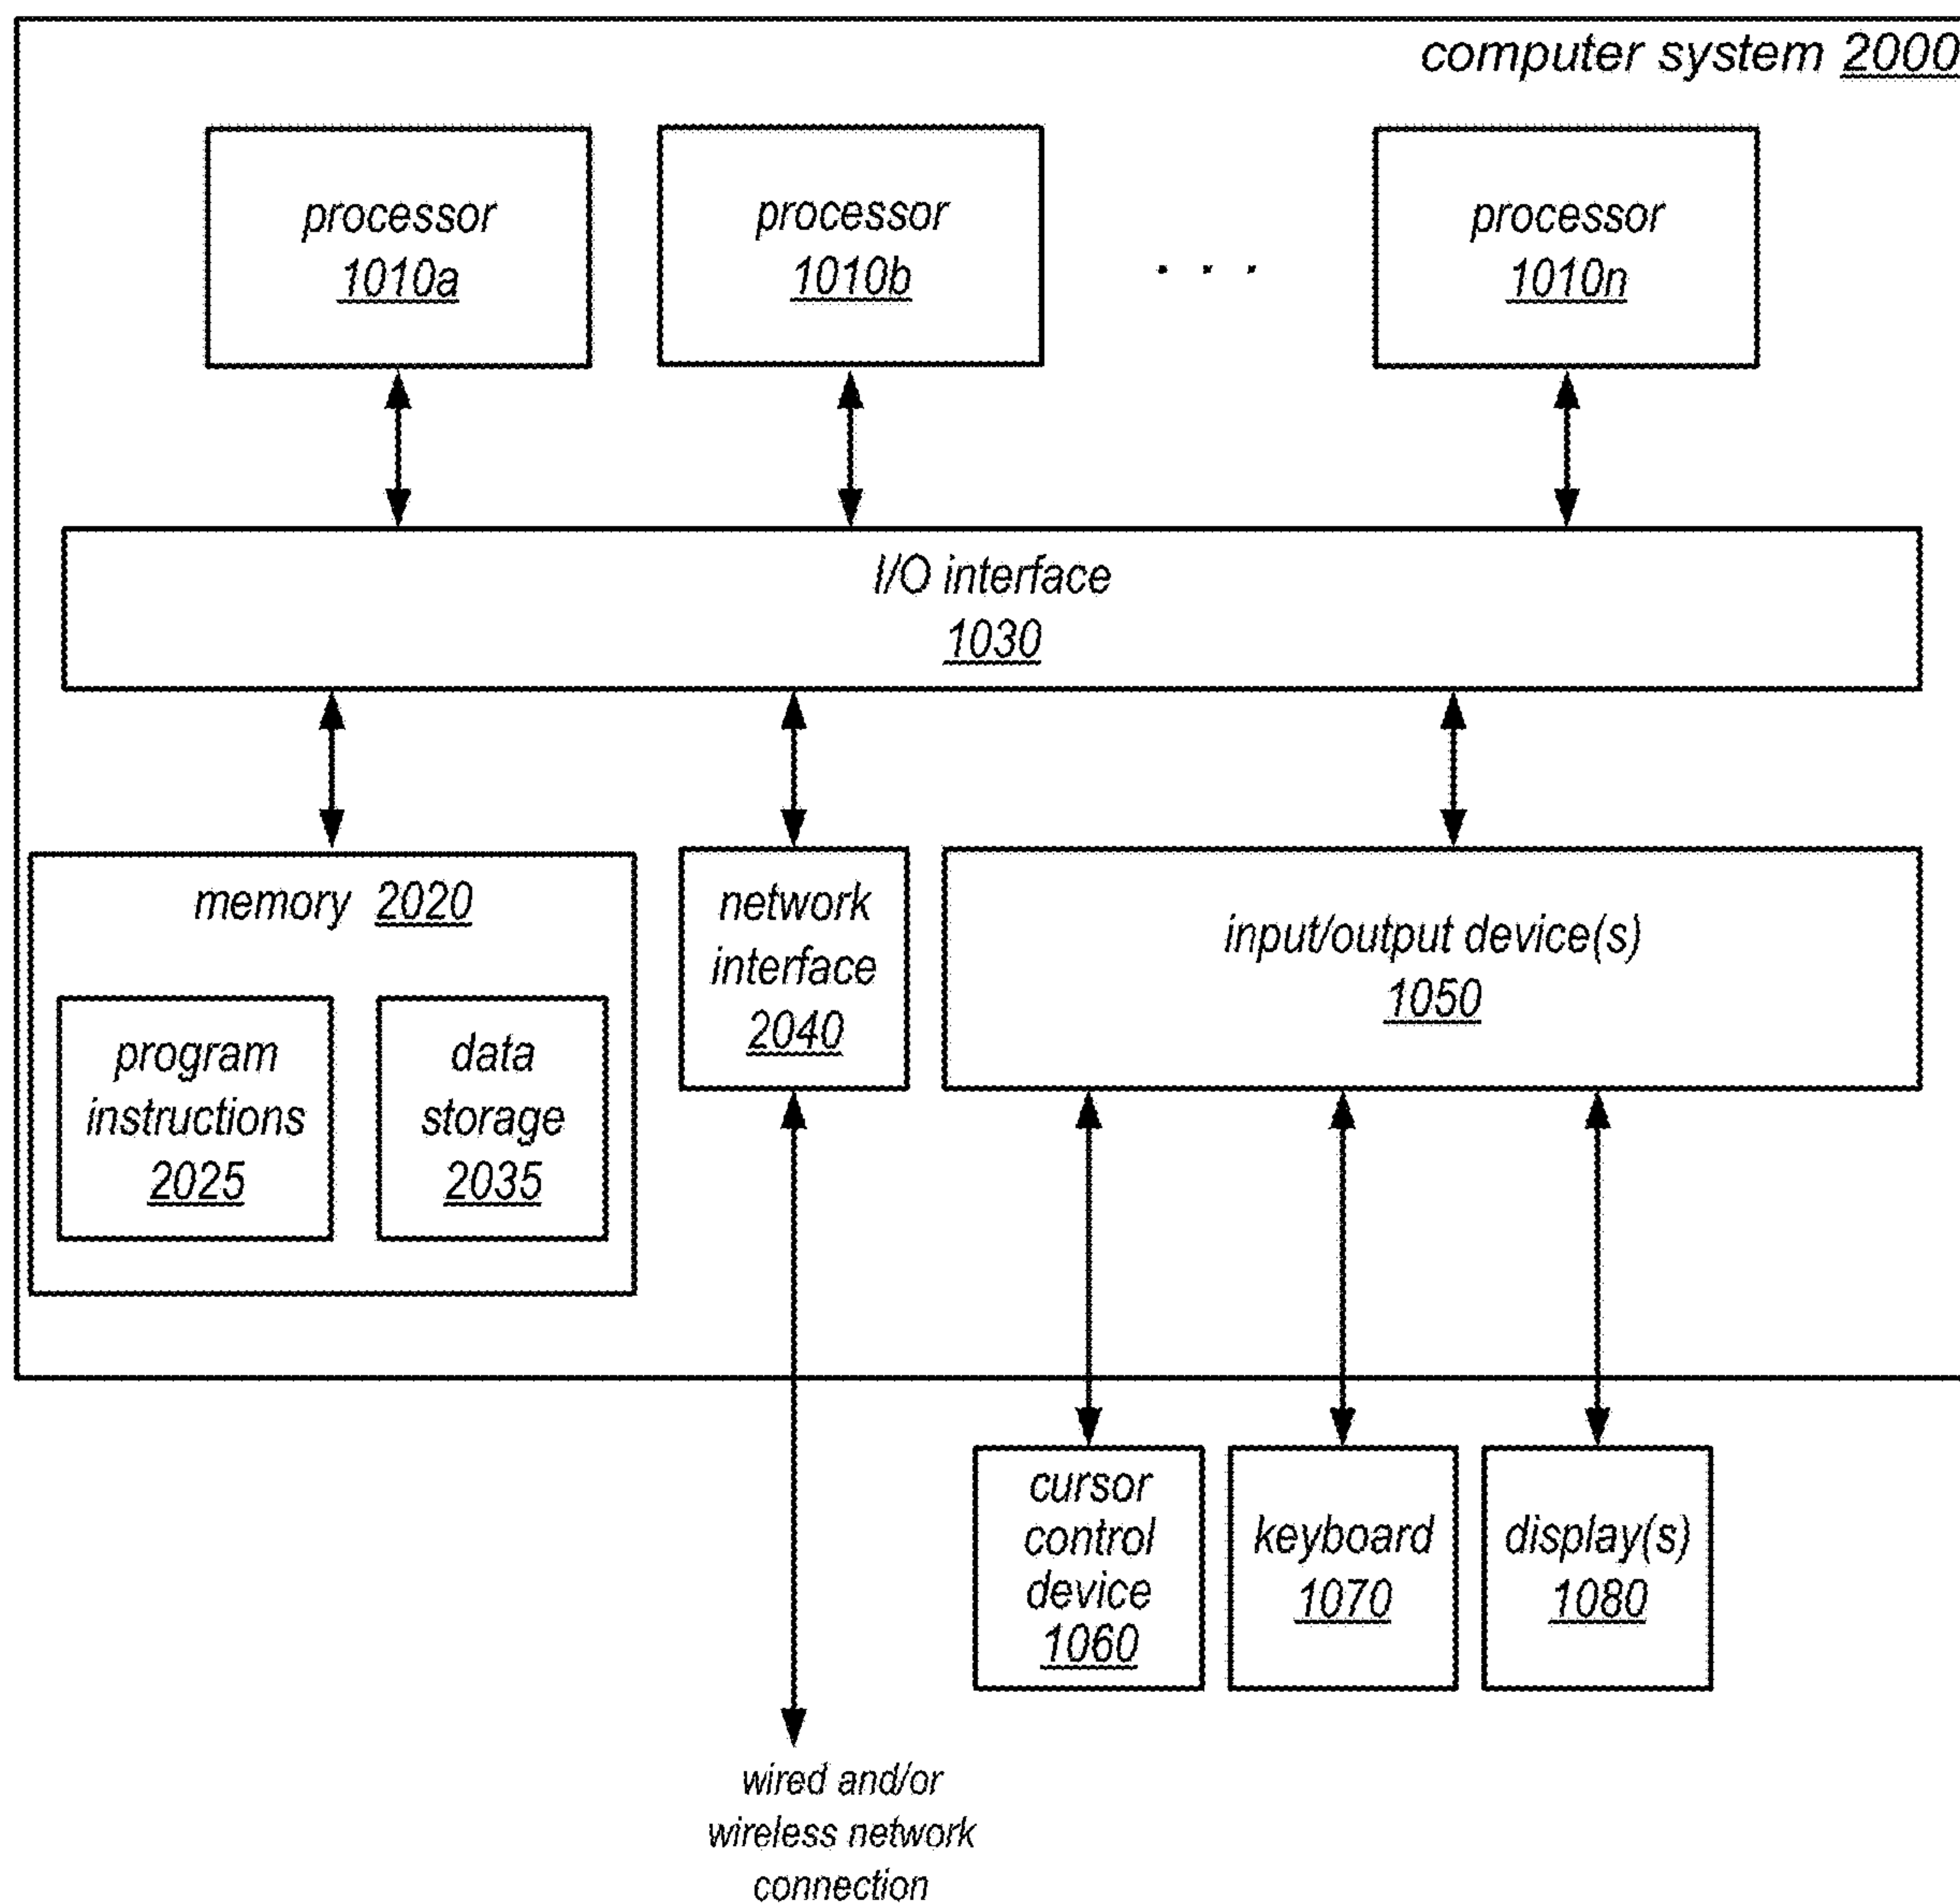 computer system 2000
processor
1010a
processor
1010b
. . .
processor
1010n
I/O interface
1030
memory 2020
program
instructions
2025
data
storage
2035
network
interface
2040
input/output device(s)
1050
cursor
control
device
1060
keyboard
1070
display(s)
1080
wired and/or
wireless network
connection